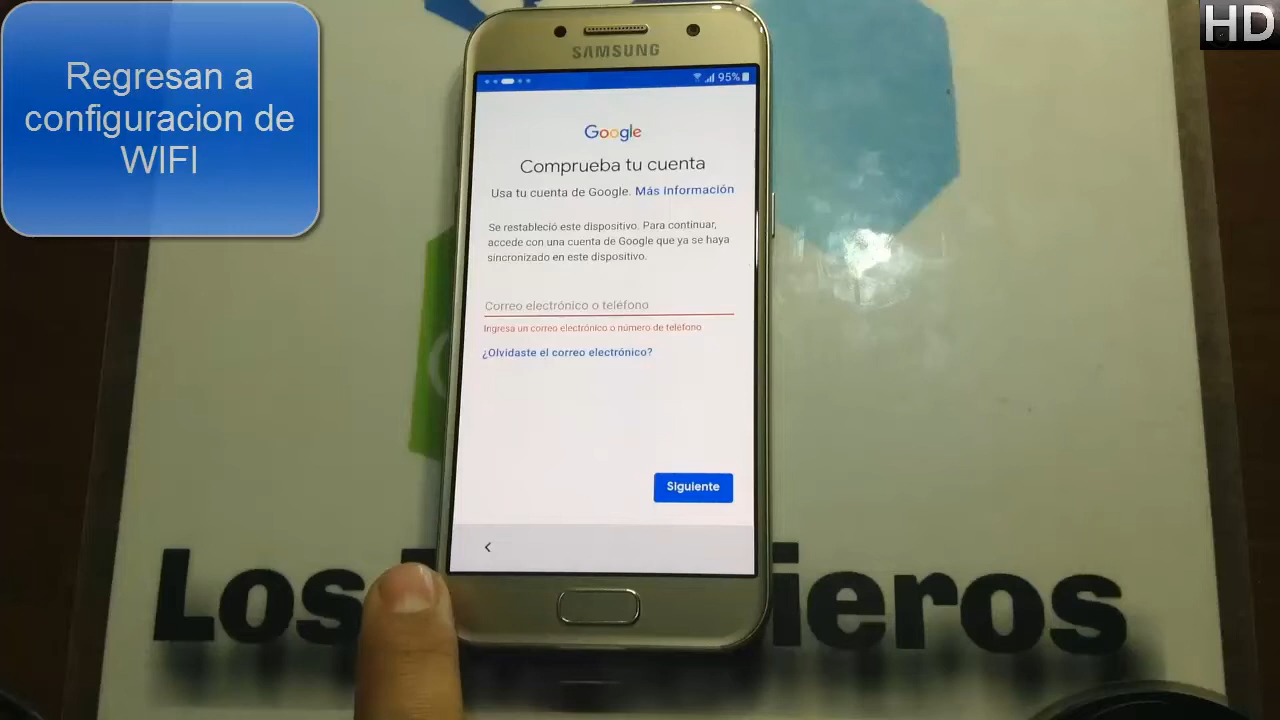 Regresan a
configuracion de
WIFI
HD
SAMSUNG
95%
Google
Comprueba tu cuenta
Usa tu cuenta de Google. Más información
Se restableció este dispositivo. Para continuar,
accede con una cuenta de Google que ya se haya
sincronizado en este dispositivo.
Correo electrónico o teléfono
Ingresa un correo electrónico o número de teléfono
¿Olvidaste el correo electrónico?
Siguiente
Los ieros